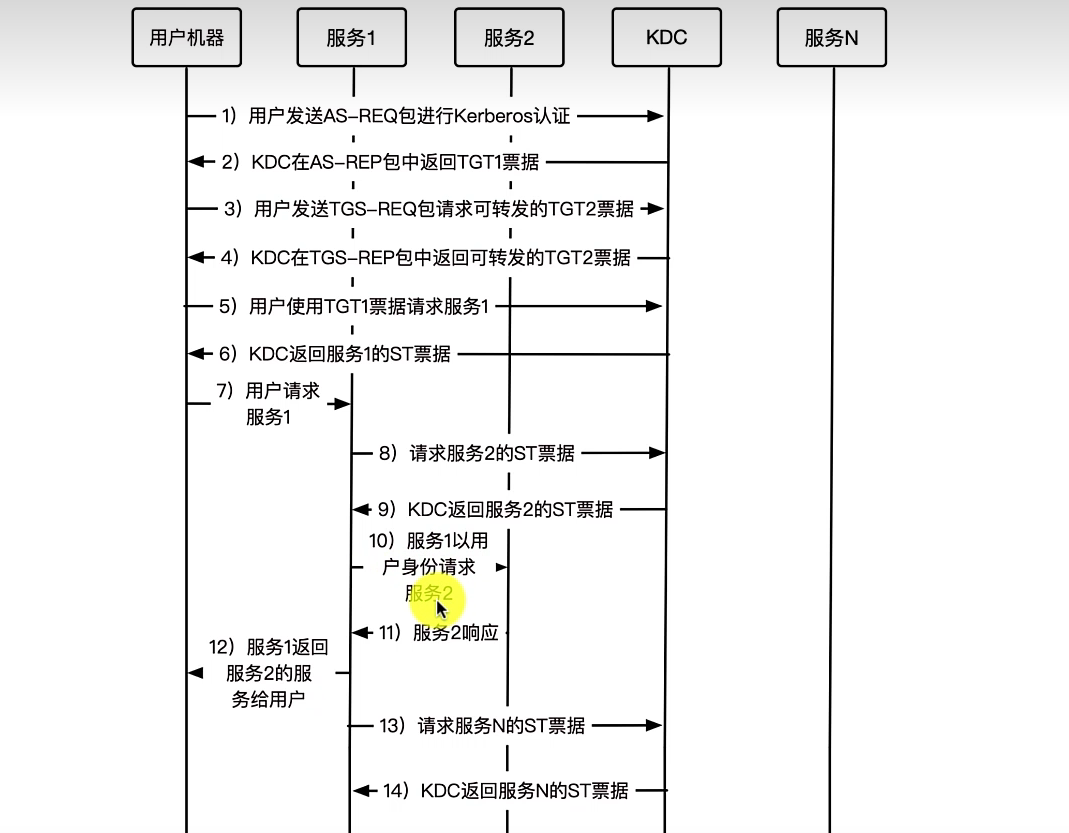 用户机器
服务1
服务2
KDC
服务N
1）用户发送AS-REQ包进行Kerberos认证
2）KDC在AS-REP包中返回TGT1票据
3）用户发送TGS-REQ包请求可转发的TGT2票据
4）KDC在TGS-REP包中返回可转发的TGT2票据
5）用户使用TGT1票据请求服务1
6）KDC返回服务1的ST票据
7）用户请求
服务1
8）请求服务2的ST票据
9）KDC返回服务2的ST票据
10）服务1以用
户身份请求
服务2
11）服务2响应
12）服务1返回
服务2的服
务给用户
13）请求服务N的ST票据
14）KDC返回服务N的ST票据